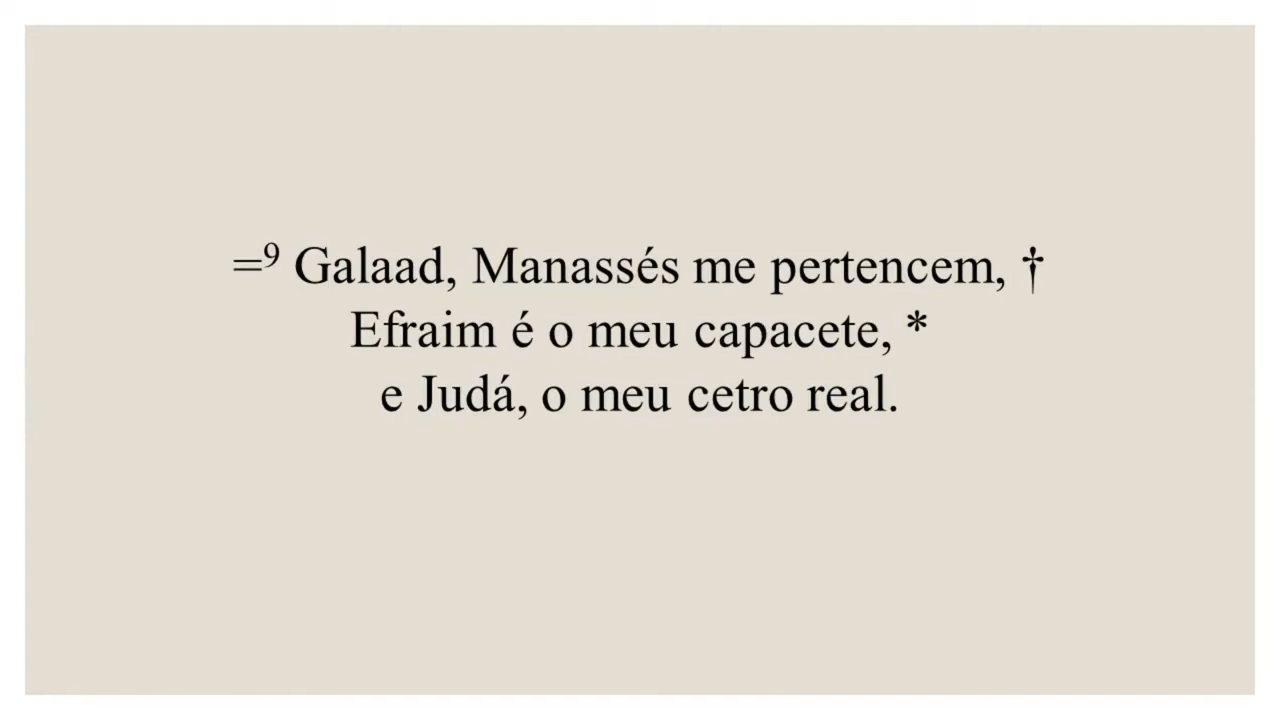 =⁹ Galaad, Manassés me pertencem, †
Efraim é o meu capacete, *
e Judá, o meu cetro real.